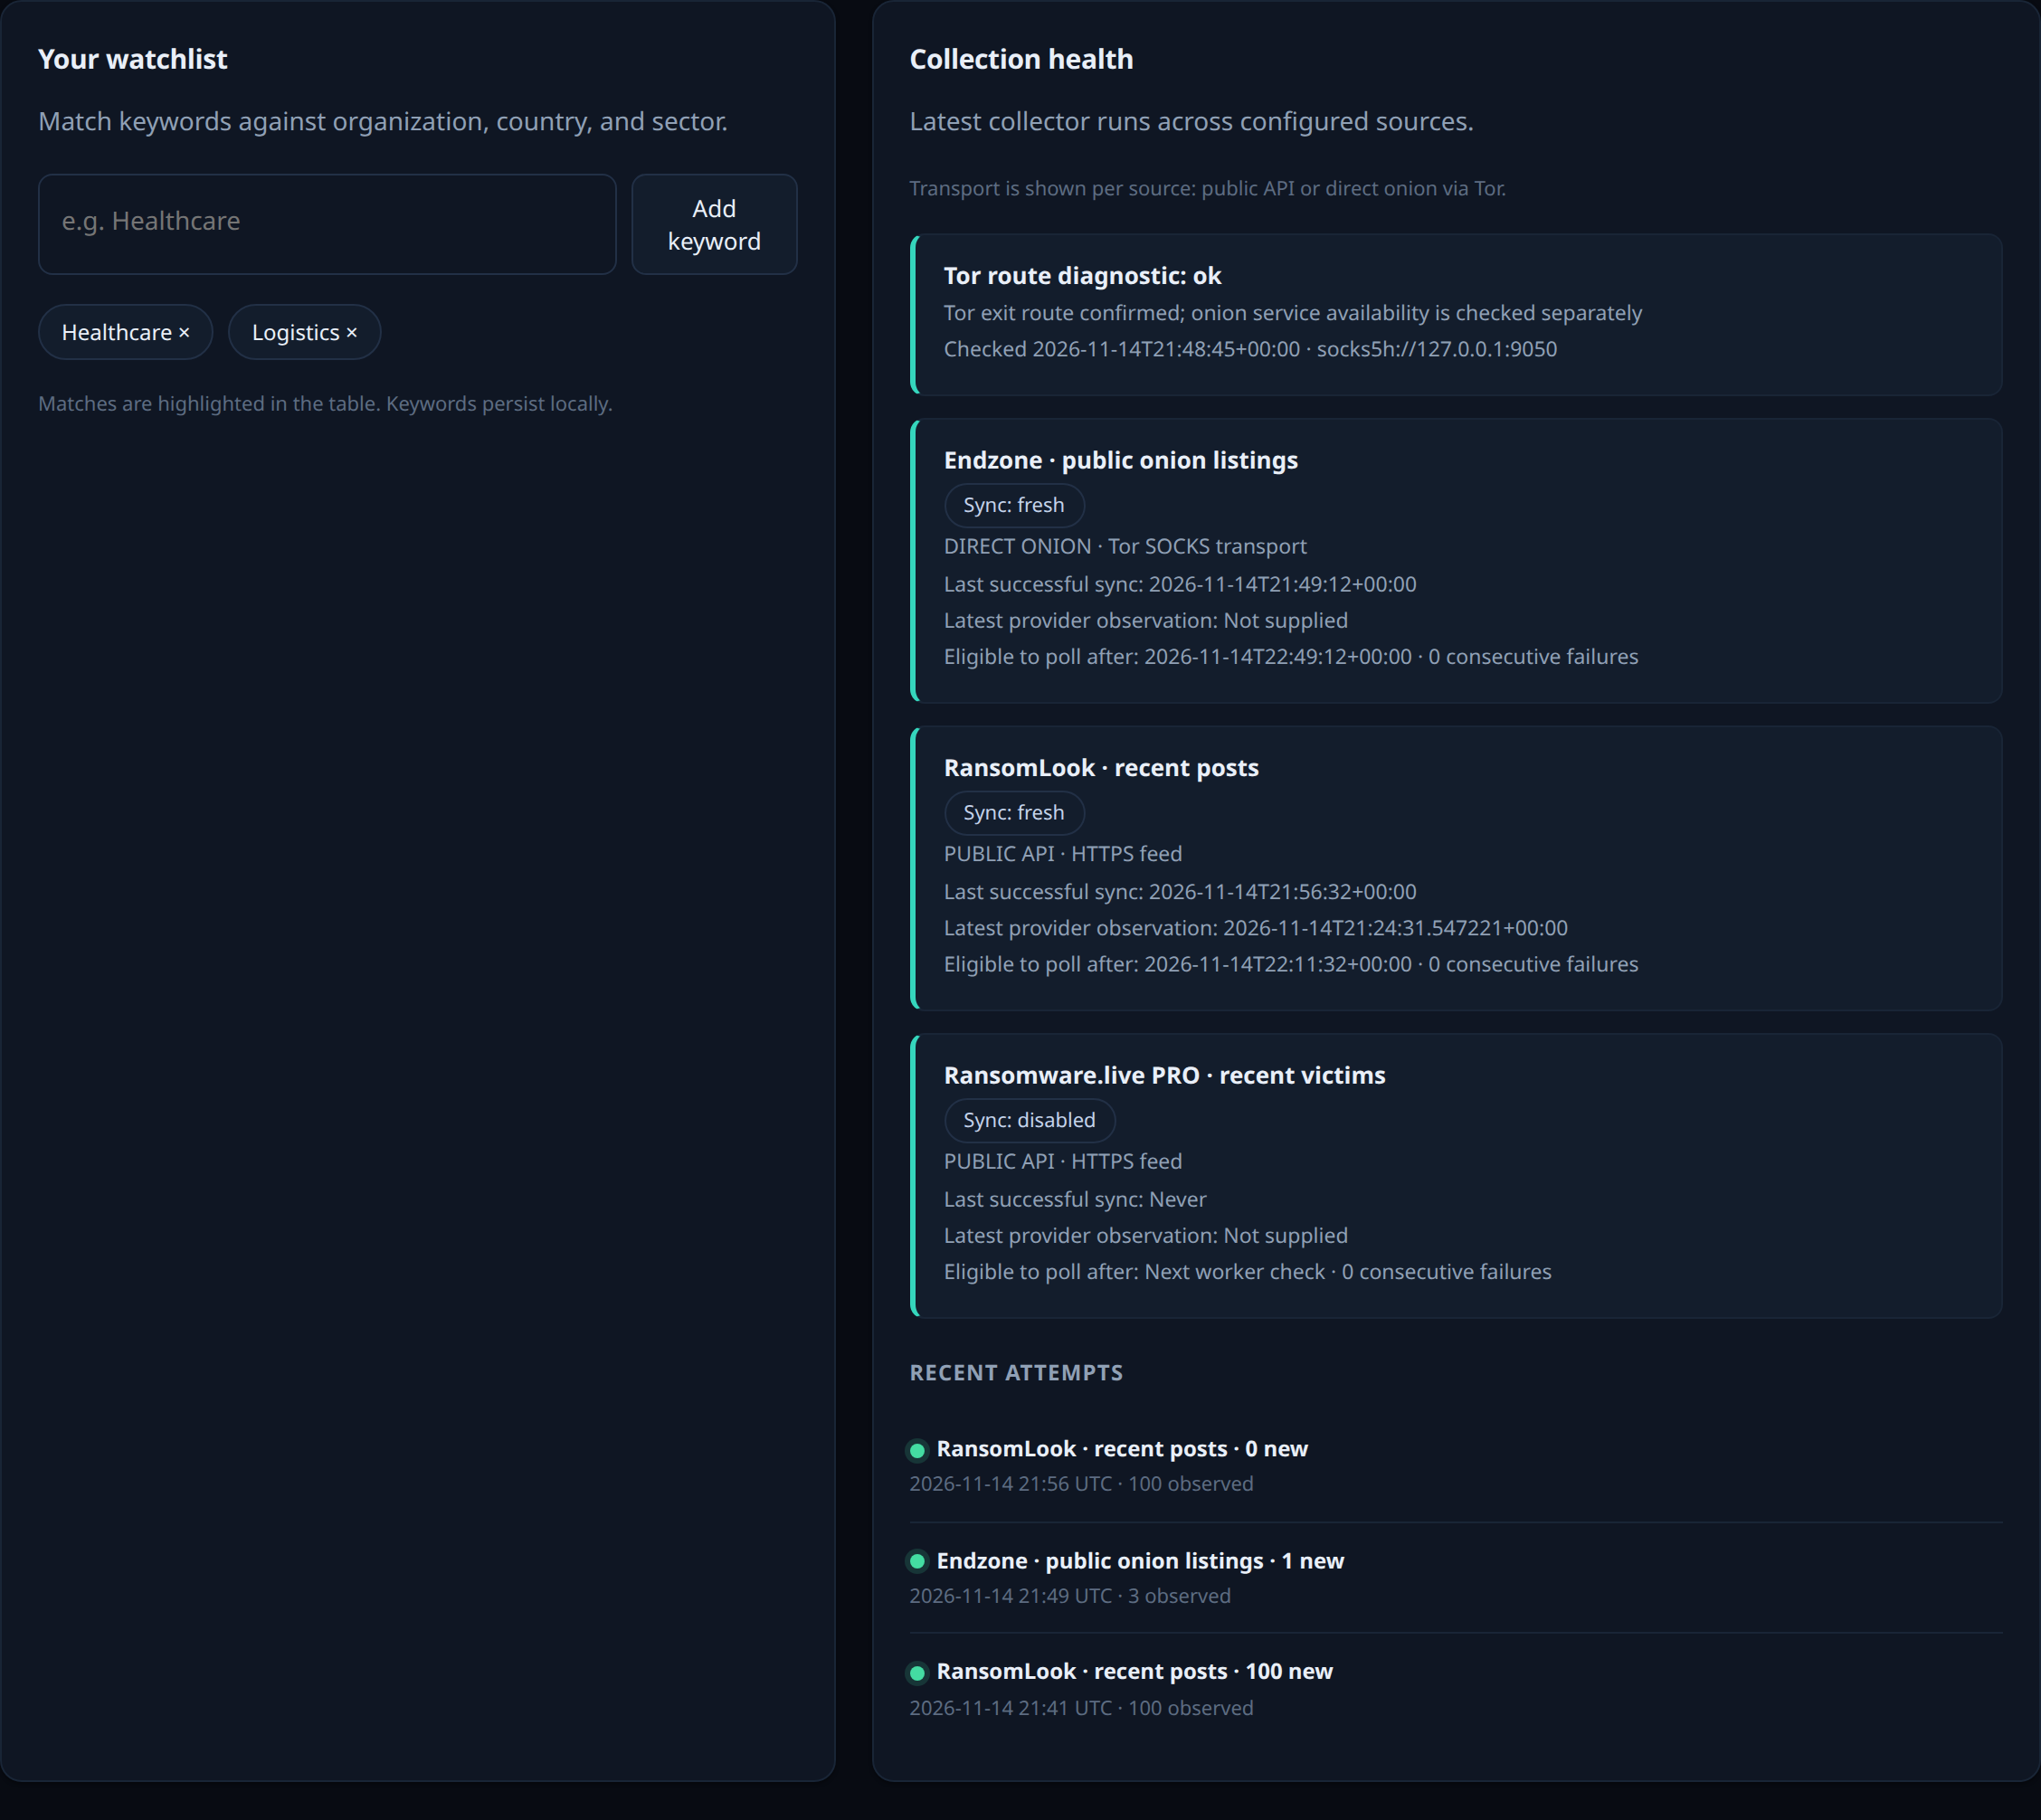 Your watchlist
Match keywords against organization, country, and sector.
e.g. Healthcare
Add
keyword
Healthcare ×
Logistics ×
Matches are highlighted in the table. Keywords persist locally.
Collection health
Latest collector runs across configured sources.
Transport is shown per source: public API or direct onion via Tor.
Tor route diagnostic: ok
Tor exit route confirmed; onion service availability is checked separately
Checked 2026-11-14T21:48:45+00:00 · socks5h://127.0.0.1:9050
Endzone · public onion listings
Sync: fresh
DIRECT ONION · Tor SOCKS transport
Last successful sync: 2026-11-14T21:49:12+00:00
Latest provider observation: Not supplied
Eligible to poll after: 2026-11-14T22:49:12+00:00 · 0 consecutive failures
RansomLook · recent posts
Sync: fresh
PUBLIC API · HTTPS feed
Last successful sync: 2026-11-14T21:56:32+00:00
Latest provider observation: 2026-11-14T21:24:31.547221+00:00
Eligible to poll after: 2026-11-14T22:11:32+00:00 · 0 consecutive failures
Ransomware.live PRO · recent victims
Sync: disabled
PUBLIC API · HTTPS feed
Last successful sync: Never
Latest provider observation: Not supplied
Eligible to poll after: Next worker check · 0 consecutive failures
RECENT ATTEMPTS
RansomLook · recent posts · 0 new
2026-11-14 21:56 UTC · 100 observed
Endzone · public onion listings · 1 new
2026-11-14 21:49 UTC · 3 observed
RansomLook · recent posts · 100 new
2026-11-14 21:41 UTC · 100 observed